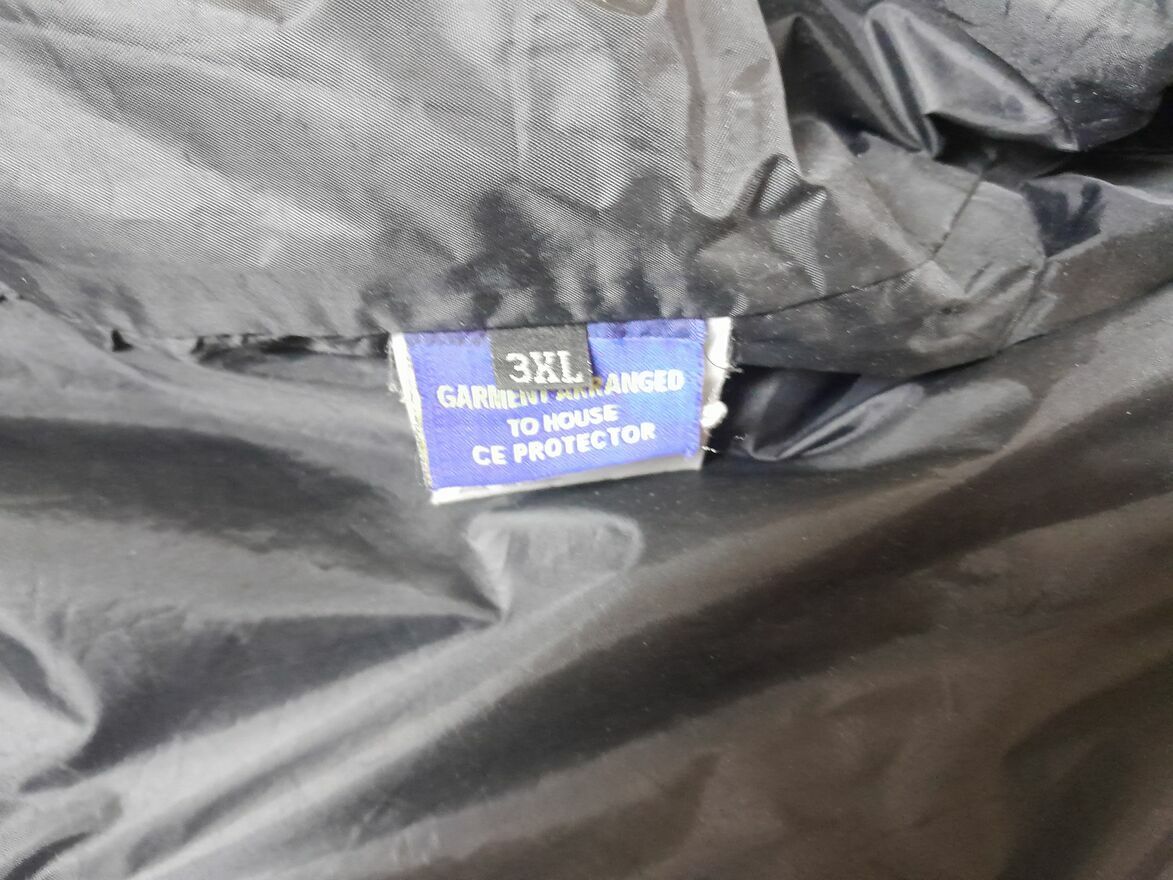 3XL
GARMENT ARRANGED
TO HOUSE
CE PROTECTOR